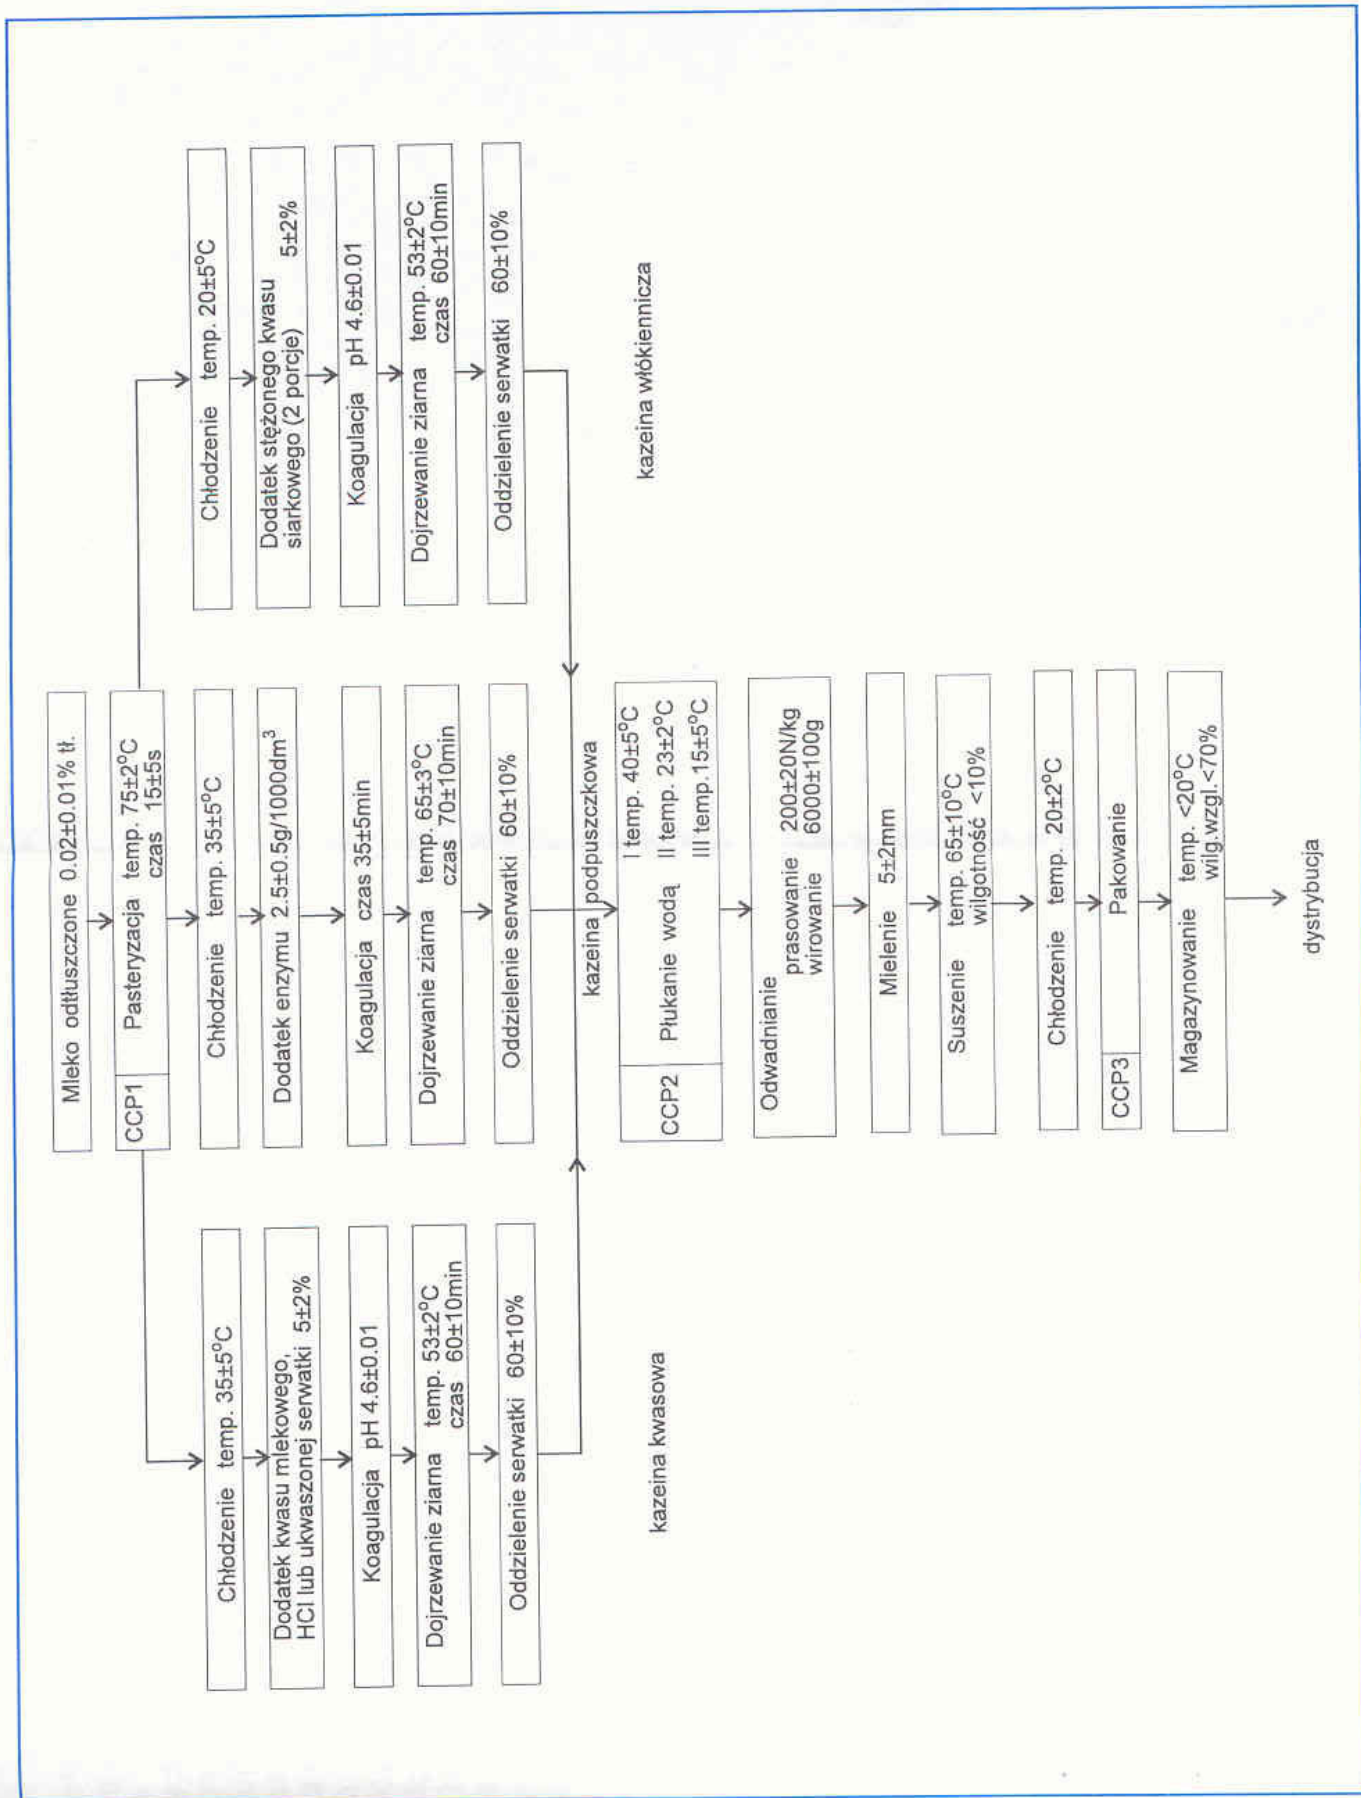 Mleko odtłuszczone 0.02±0.01% tł.
CCP1 Pasteryzacja temp. 75±2°C
czas 15±5s
Chłodzenie temp. 35±5°C
Dodatek kwasu mlekowego,
HCl lub ukwaszonej serwatki 5±2%
Koagulacja pH 4.6±0.01
Dojrzewanie ziarna temp. 53±2°C
czas 60±10min
Oddzielenie serwatki 60±10%
kazeina kwasowa
Chłodzenie temp. 35±5°C
Dodatek enzymu 2.5±0.5g/1000dm³
Koagulacja czas 35±5min
Dojrzewanie ziarna temp. 65±3°C
czas 70±10min
Oddzielenie serwatki 60±10%
kazeina podpuszczkowa
Chłodzenie temp. 20±5°C
Dodatek stężonego kwasu
siarkowego (2 porcje) 5±2%
Koagulacja pH 4.6±0.01
Dojrzewanie ziarna temp. 53±2°C
czas 60±10min
Oddzielenie serwatki 60±10%
kazeina włókiennicza
I temp. 40±5°C
CCP2 Płukanie wodą II temp. 23±2°C
III temp.15±5°C
Odwadnianie
prasowanie 200±20N/kg
wirowanie 6000±100g
Mielenie 5±2mm
Suszenie temp. 65±10°C
wilgotność <10%
Chłodzenie temp. 20±2°C
CCP3 Pakowanie
Magazynowanie temp. <20°C
wilg.wzgl.<70%
dystrybucja